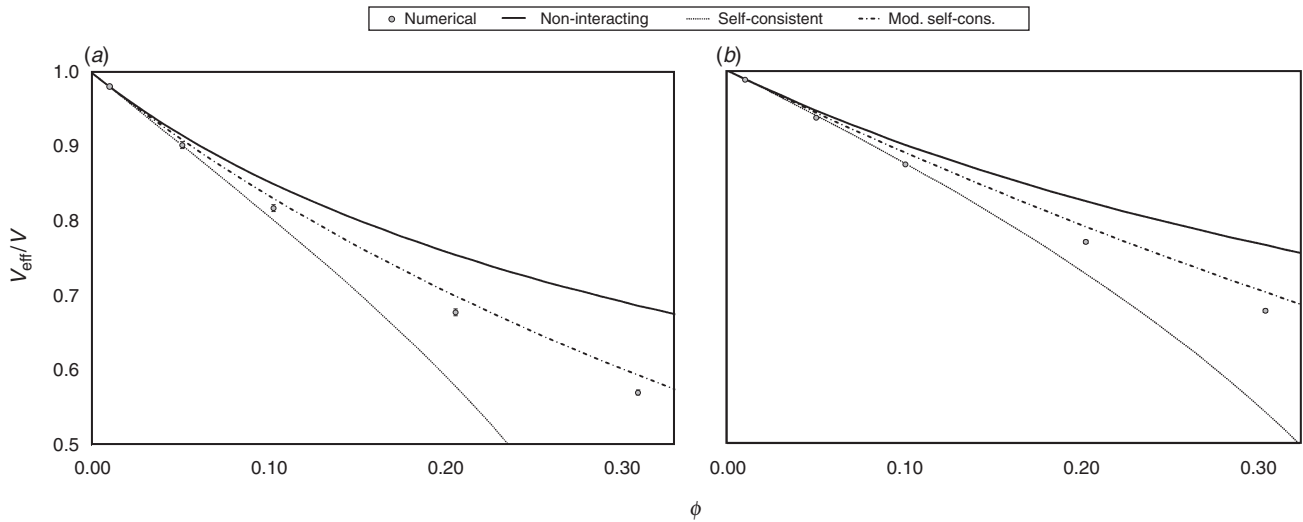 Numerical Non-interacting Self-consistent Mod. self-cons.
(a) (b)
1.0
0.9
0.8
0.7
0.6
0.5
V_eff/V
0.00 0.10 0.20 0.30 0.00 0.10 0.20 0.30
ϕ